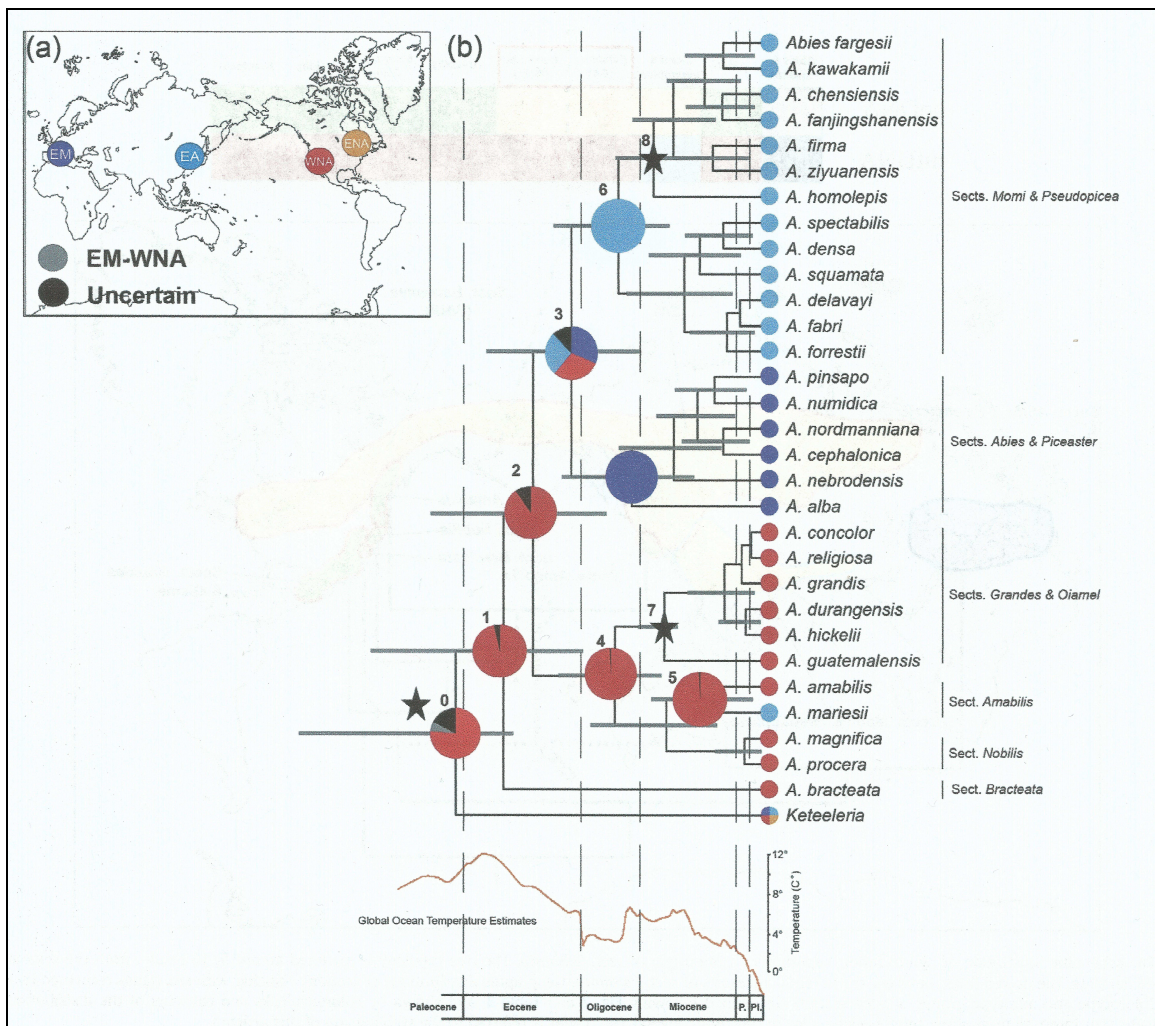 (a)
EM
EA
WNA
ENA
EM-WNA
Uncertain
(b)
Abies fargesii
A. kawakamii
A. chensiensis
A. fanjingshanensis
A. firma
A. ziyuanensis
A. homolepis
A. spectabilis
A. densa
A. squamata
A. delavayi
A. fabri
A. forrestii
A. pinsapo
A. numidica
A. nordmanniana
A. cephalonica
A. nebrodensis
A. alba
A. concolor
A. religiosa
A. grandis
A. durangensis
A. hickelii
A. guatemalensis
A. amabilis
A. mariesii
A. magnifica
A. procera
A. bracteata
Keteeleria
Sects. Momi & Pseudopicea
Sects. Abies & Piceaster
Sects. Grandes & Oiamel
Sect. Amabilis
Sect. Nobilis
Sect. Bracteata
8
6
3
2
7
1
4
5
0
Global Ocean Temperature Estimates
12°
8°
4°
0°
Temperature (C°)
Paleocene
Eocene
Oligocene
Miocene
P.
Pl.